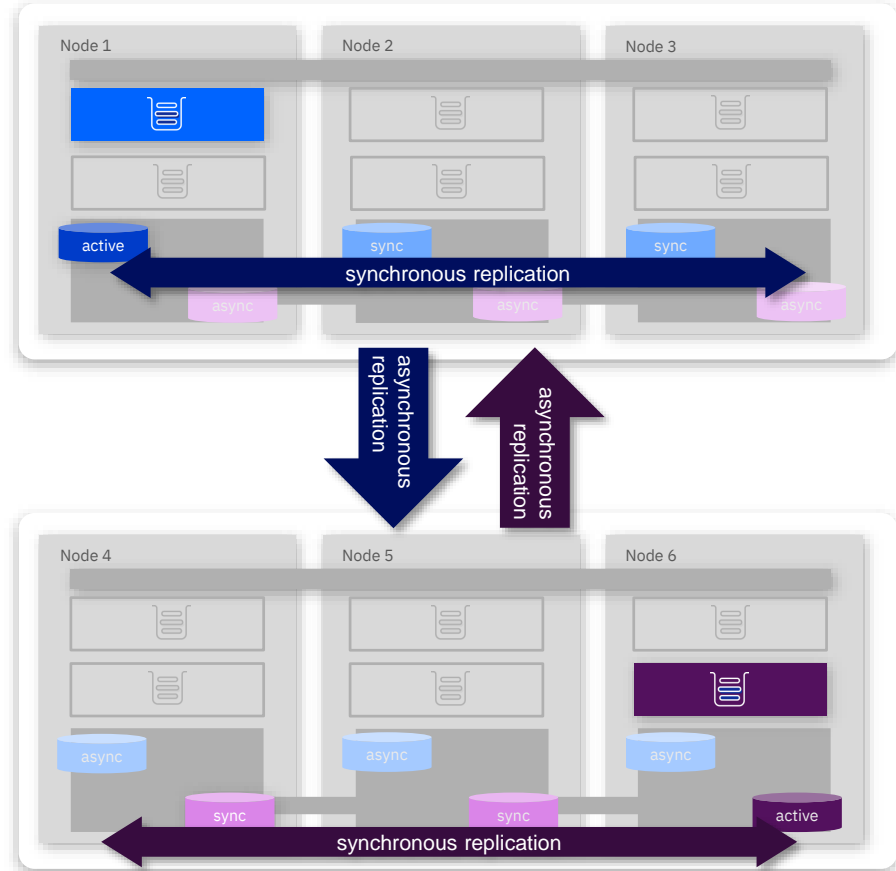 Node 1
Node 2
Node 3
active
sync
sync
synchronous replication
async
async
async
asynchronous
replication
asynchronous
replication
Node 4
Node 5
Node 6
async
async
async
sync
sync
active
synchronous replication